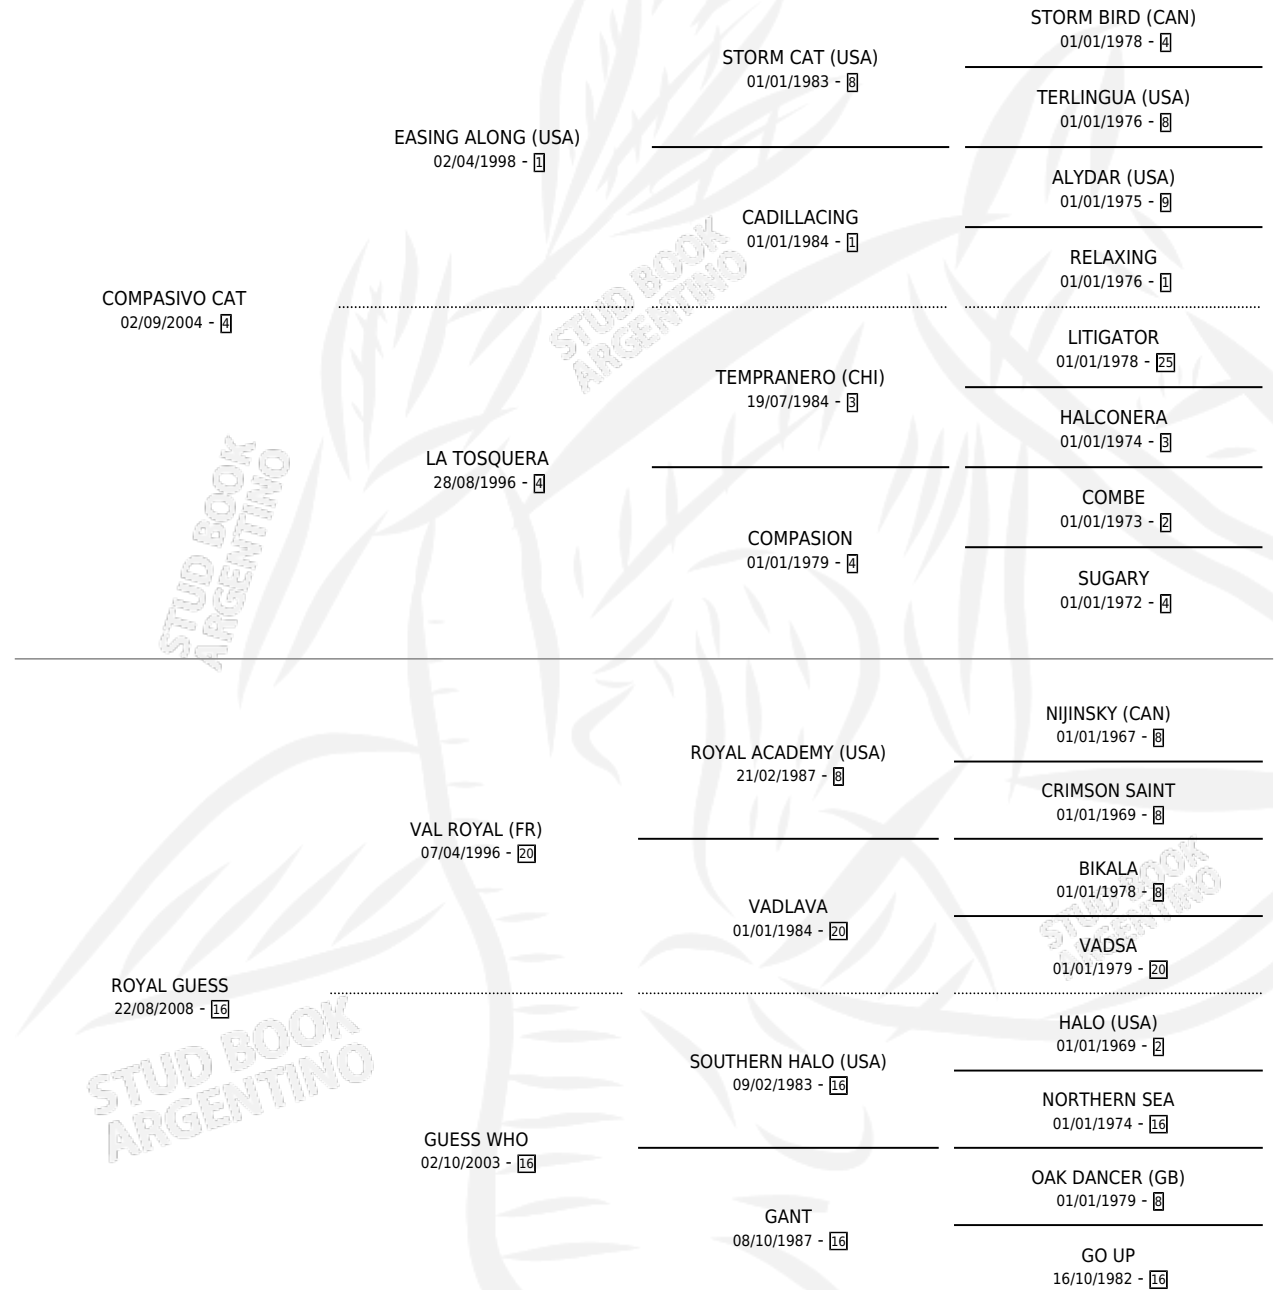 STORM BIRD (CAN)
01/01/1978 - 4
STORM CAT (USA)
01/01/1983 - 8
TERLINGUA (USA)
01/01/1976 - 8
EASING ALONG (USA)
02/04/1998 - 1
ALYDAR (USA)
01/01/1975 - 9
CADILLACING
01/01/1984 - 1
RELAXING
01/01/1976 - 1
COMPASIVO CAT
02/09/2004 - 4
LITIGATOR
01/01/1978 - 25
TEMPRANERO (CHI)
19/07/1984 - 3
HALCONERA
01/01/1974 - 3
LA TOSQUERA
28/08/1996 - 4
COMBE
01/01/1973 - 2
COMPASION
01/01/1979 - 4
SUGARY
01/01/1972 - 4
NIJINSKY (CAN)
01/01/1967 - 8
ROYAL ACADEMY (USA)
21/02/1987 - 8
CRIMSON SAINT
01/01/1969 - 8
VAL ROYAL (FR)
07/04/1996 - 20
BIKALA
01/01/1978 - 8
VADLAVA
01/01/1984 - 20
VADSA
01/01/1979 - 20
ROYAL GUESS
22/08/2008 - 16
HALO (USA)
01/01/1969 - 2
SOUTHERN HALO (USA)
09/02/1983 - 16
NORTHERN SEA
01/01/1974 - 16
GUESS WHO
02/10/2003 - 16
OAK DANCER (GB)
01/01/1979 - 8
GANT
08/10/1987 - 16
GO UP
16/10/1982 - 16
STUD BOOK
ARGENTINO
STUD BOOK
ARGENTINO
STUD BOOK
ARGENTINO
STUD BOOK
ARGENTINO